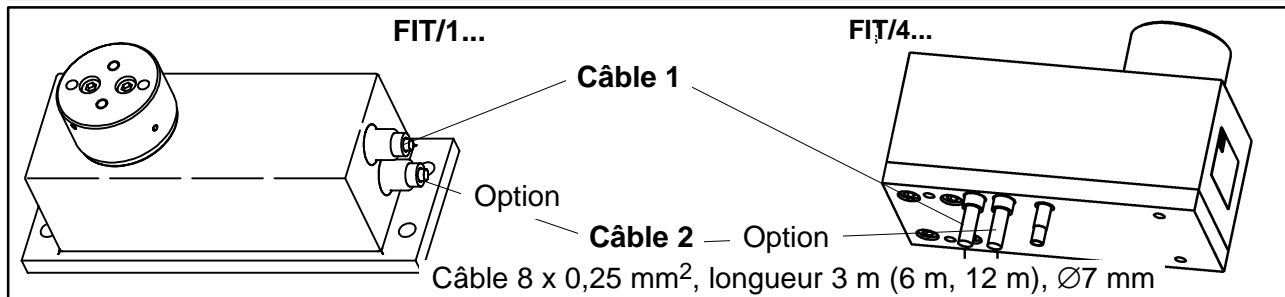 FIT/1...
FIT/4...
Câble 1
Option
Câble 2
Option
Câble 8 x 0,25 mm², longueur 3 m (6 m, 12 m), ∅7 mm